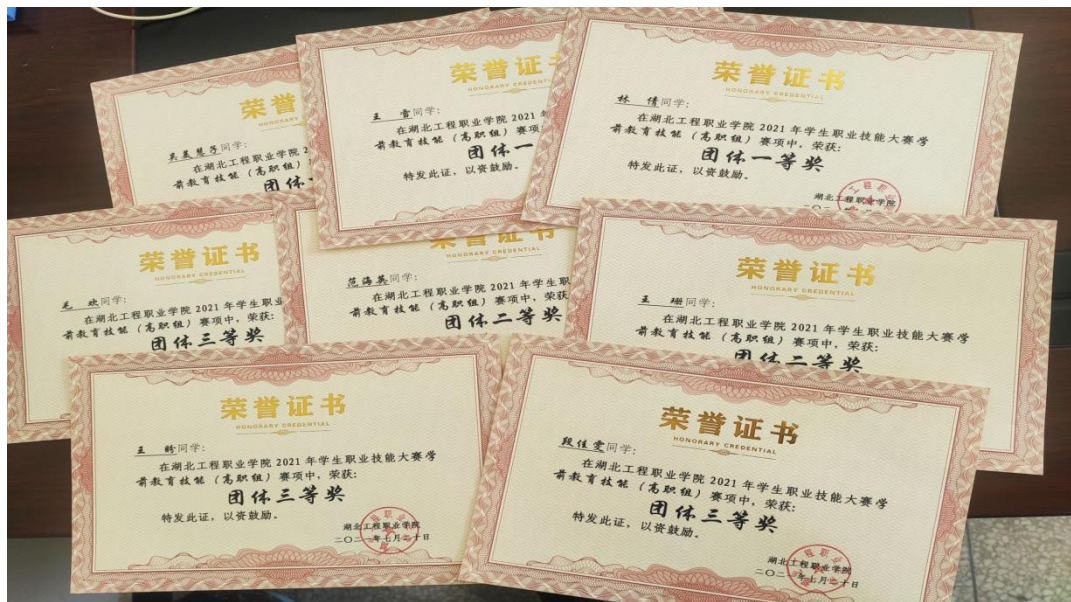 荣誉
HONORARY
吴美慧子同学:
在湖北工程职业学院 2
前教育技能（高职组）
团体
荣誉证
HONORARY CREDENTI
王 雪同学:
在湖北工程职业学院 2021
前教育技能（高职组）赛项
团体一
特发此证，以资鼓励。
荣誉证书
HONORARY CREDENTIAL
林 倩同学:
在湖北工程职业学院 2021 年学生职业技能大赛学
前教育技能（高职组）赛项中，荣获:
团体一等奖
特发此证，以资鼓励。
湖北工程职业学院
荣誉证书
HONORARY CREDENTIAL
毛 欢同学:
在湖北工程职业学院 2021 年学生职业
前教育技能（高职组）赛项中，荣获:
团体三等奖
荣誉证书
HONORARY CREDENTIAL
范海英同学:
在湖北工程职业学院 2021 年学生职
前教育技能（高职组）赛项中，荣获
团体二等奖
荣誉证书
HONORARY CREDENTIAL
王 珊同学:
在湖北工程职业学院 2021 年学生职业技能大赛学
前教育技能（高职组）赛项中，荣获:
团体二等奖
荣誉证书
HONORARY CREDENTIAL
王 盼同学:
在湖北工程职业学院 2021 年学生职业技能大赛学
前教育技能（高职组）赛项中，荣获:
团体三等奖
特发此证，以资鼓励。
湖北工程职业学院
二〇二一年七月二十日
荣誉证书
HONORARY CREDENTIAL
段佳雯同学:
在湖北工程职业学院 2021 年学生职业技能大赛学
前教育技能（高职组）赛项中，荣获:
团体三等奖
特发此证，以资鼓励。
湖北工程职业学院
二〇二一年七月二十日